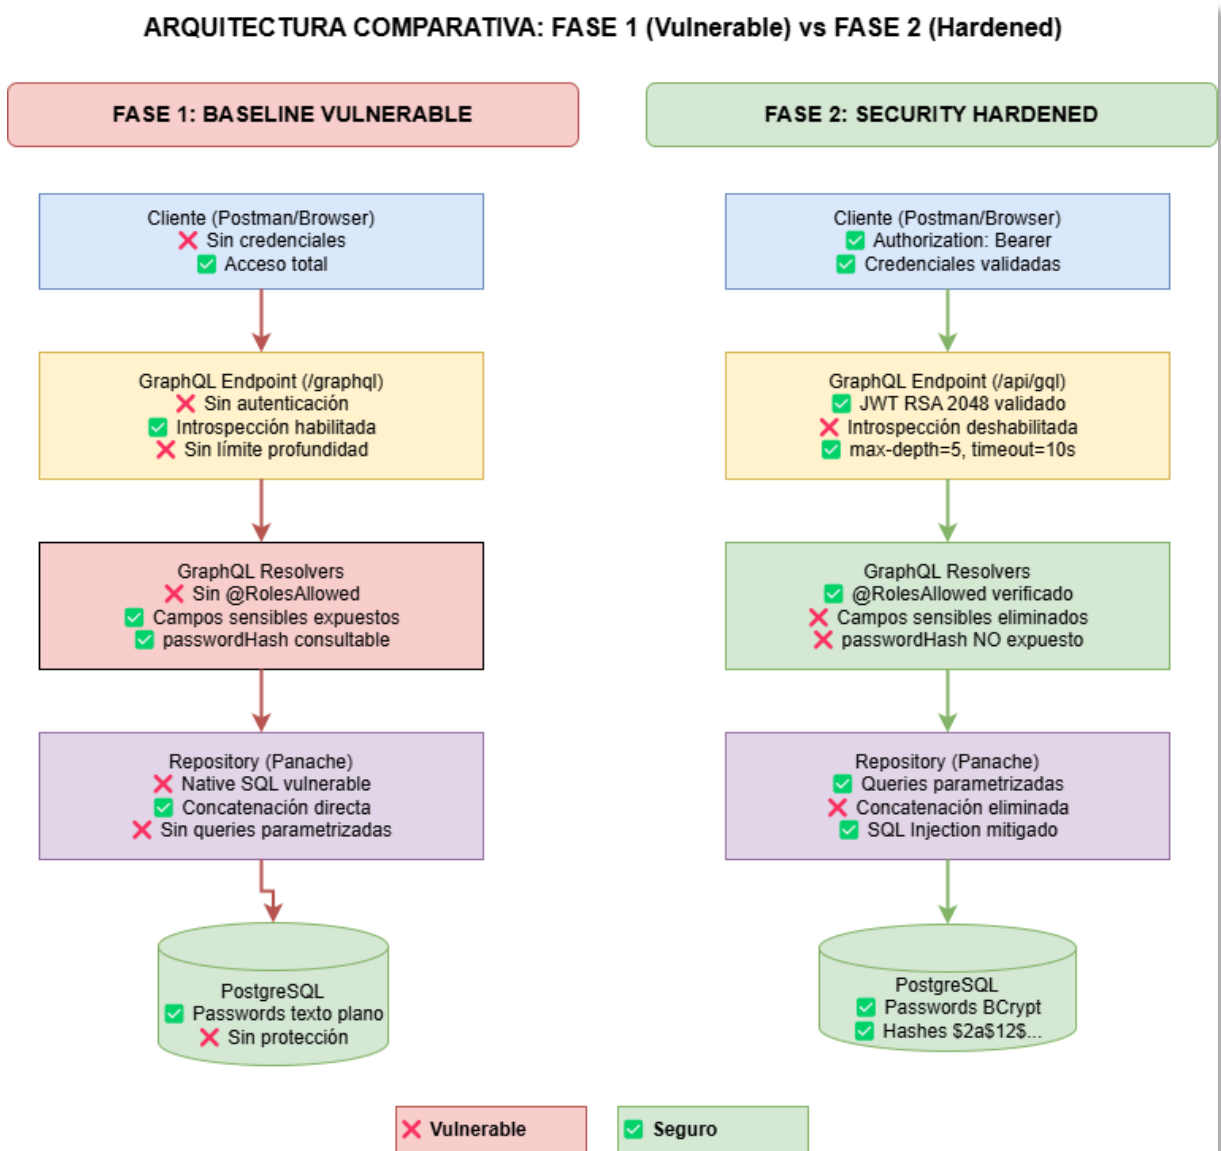 ARQUITECTURA COMPARATIVA: FASE 1 (Vulnerable) vs FASE 2 (Hardened)
FASE 1: BASELINE VULNERABLE
Cliente (Postman/Browser)
❌ Sin credenciales
✅ Acceso total
GraphQL Endpoint (/graphql)
❌ Sin autenticación
✅ Introspección habilitada
❌ Sin límite profundidad
GraphQL Resolvers
❌ Sin @RolesAllowed
✅ Campos sensibles expuestos
✅ passwordHash consultable
Repository (Panache)
❌ Native SQL vulnerable
✅ Concatenación directa
❌ Sin queries parametrizadas
PostgreSQL
✅ Passwords texto plano
❌ Sin protección
FASE 2: SECURITY HARDENED
Cliente (Postman/Browser)
✅ Authorization: Bearer
✅ Credenciales validadas
GraphQL Endpoint (/api/gql)
✅ JWT RSA 2048 validado
❌ Introspección deshabilitada
✅ max-depth=5, timeout=10s
GraphQL Resolvers
✅ @RolesAllowed verificado
❌ Campos sensibles eliminados
❌ passwordHash NO expuesto
Repository (Panache)
✅ Queries parametrizadas
❌ Concatenación eliminada
✅ SQL Injection mitigado
PostgreSQL
✅ Passwords BCrypt
✅ Hashes $2a$12$...
❌ Vulnerable
✅ Seguro